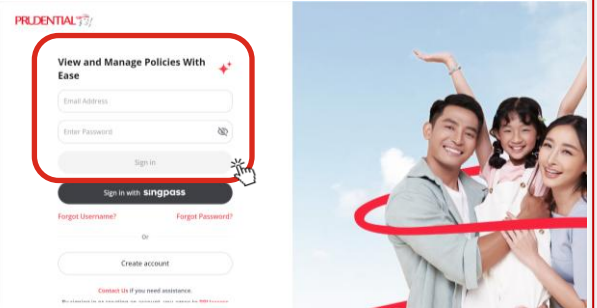 PRUDENTIAL
View and Manage Policies With
Ease
Email Address
Enter Password
Sign in
Sign in with singpass
Forgot Username? Forgot Password?
Or
Create account
Contact Us if you need assistance.